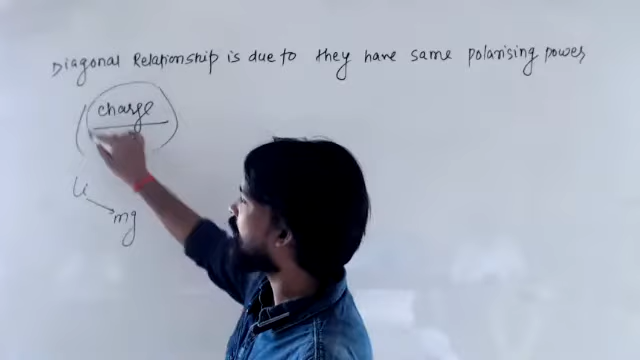 Diagonal Relationship is due to they have same polarising power
charge
Li
mg